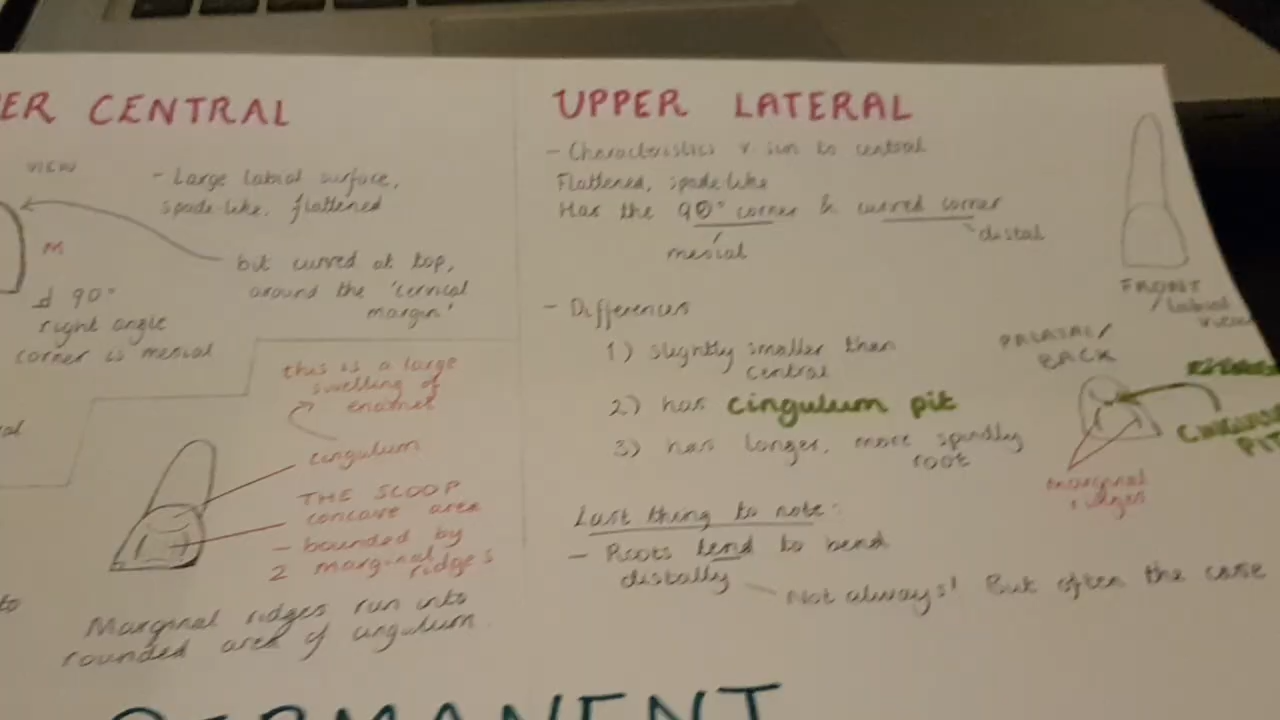 ER CENTRAL
VIEW
- Large labial surface,
spade-like, flattened
M
but curved at top,
around the 'cervical
margin'
90°
right angle
corner is mesial
this is a large
swelling of
enamel
cingulum
THE SCOOP
concave area
- bounded by
2 marginal ridges
Marginal ridges run into
rounded area of cingulum.
to
UPPER LATERAL
- Characteristics v sim to central
Flattened, spade-like
Has the 90° corner & curved corner
mesial
distal
- Differences
1) slightly smaller than
central
2) has cingulum pit
3) has longer, more spindly
root
Last thing to note:
- Roots tend to bend
distally
Not always! But often the case
FRONT
/labial
view
PALATAL/
BACK
CINGULUM
PIT
marginal
ridges
PERMANENT